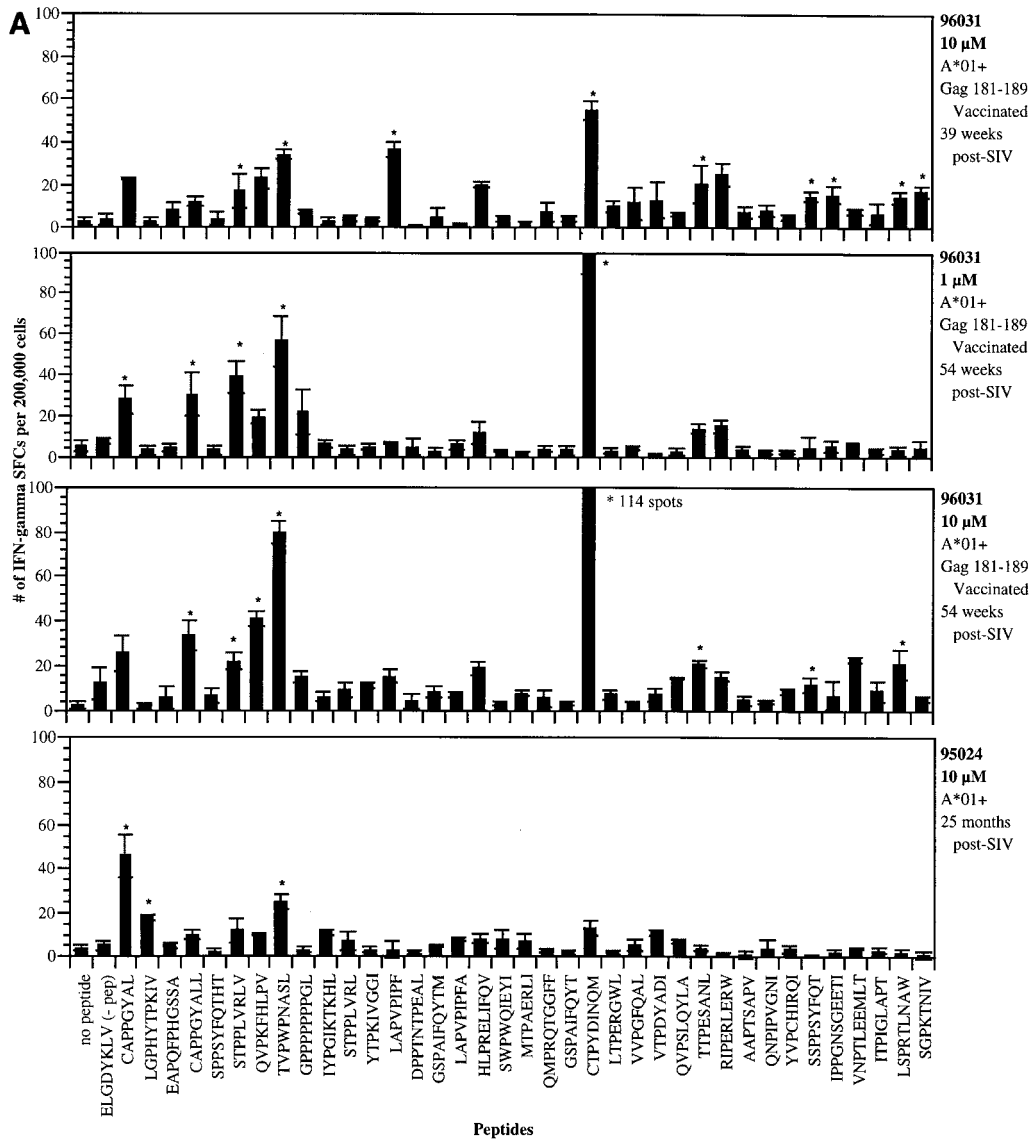 A
# of IFN-gamma SFCs per 200,000 cells
100
80
60
40
20
0
*
*
*
*
*
*
*
*
*
96031
10 µM
A*01+
Gag 181-189
Vaccinated
39 weeks
post-SIV
100
80
60
40
20
0
*
*
*
*
*
96031
1 µM
A*01+
Gag 181-189
Vaccinated
54 weeks
post-SIV
100
80
60
40
20
0
*
*
*
*
* 114 spots
*
*
*
96031
10 µM
A*01+
Gag 181-189
Vaccinated
54 weeks
post-SIV
100
80
60
40
20
0
*
*
*
95024
10 µM
A*01+
25 months
post-SIV
no peptide
ELGDYKLV (- pep)
CAPPGYAL
LGPHYTPKIV
EAPQFPHGSSA
CAPPGYALL
SPPSYFQTHT
STPPLVRLV
QVPKFHLPV
TVPWPNASL
GPPPPPPPGL
IYPGIKTKHL
STPPLVRL
YTPKIVGGI
LAPVPIPF
DPPTNTPEAL
GSPAIFQYTM
LAPVPIPFA
HLPRELIFQV
SWPWQIEYI
MTPAERLI
QMPRQTGGFF
GSPAIFQYT
CTPYDINQM
LTPERGWL
VVPGFQAL
VTPDYADI
QVPSLQYLA
TTPESANL
RIPERLERW
AAPTSAPV
QNPIPVGNI
YVPCHIRQI
SSPPSYFQT
IPPGNSGEETI
VNPTLEEMLT
ITPIGLAPT
LSPRTLNAW
SGPKTNIV
Peptides